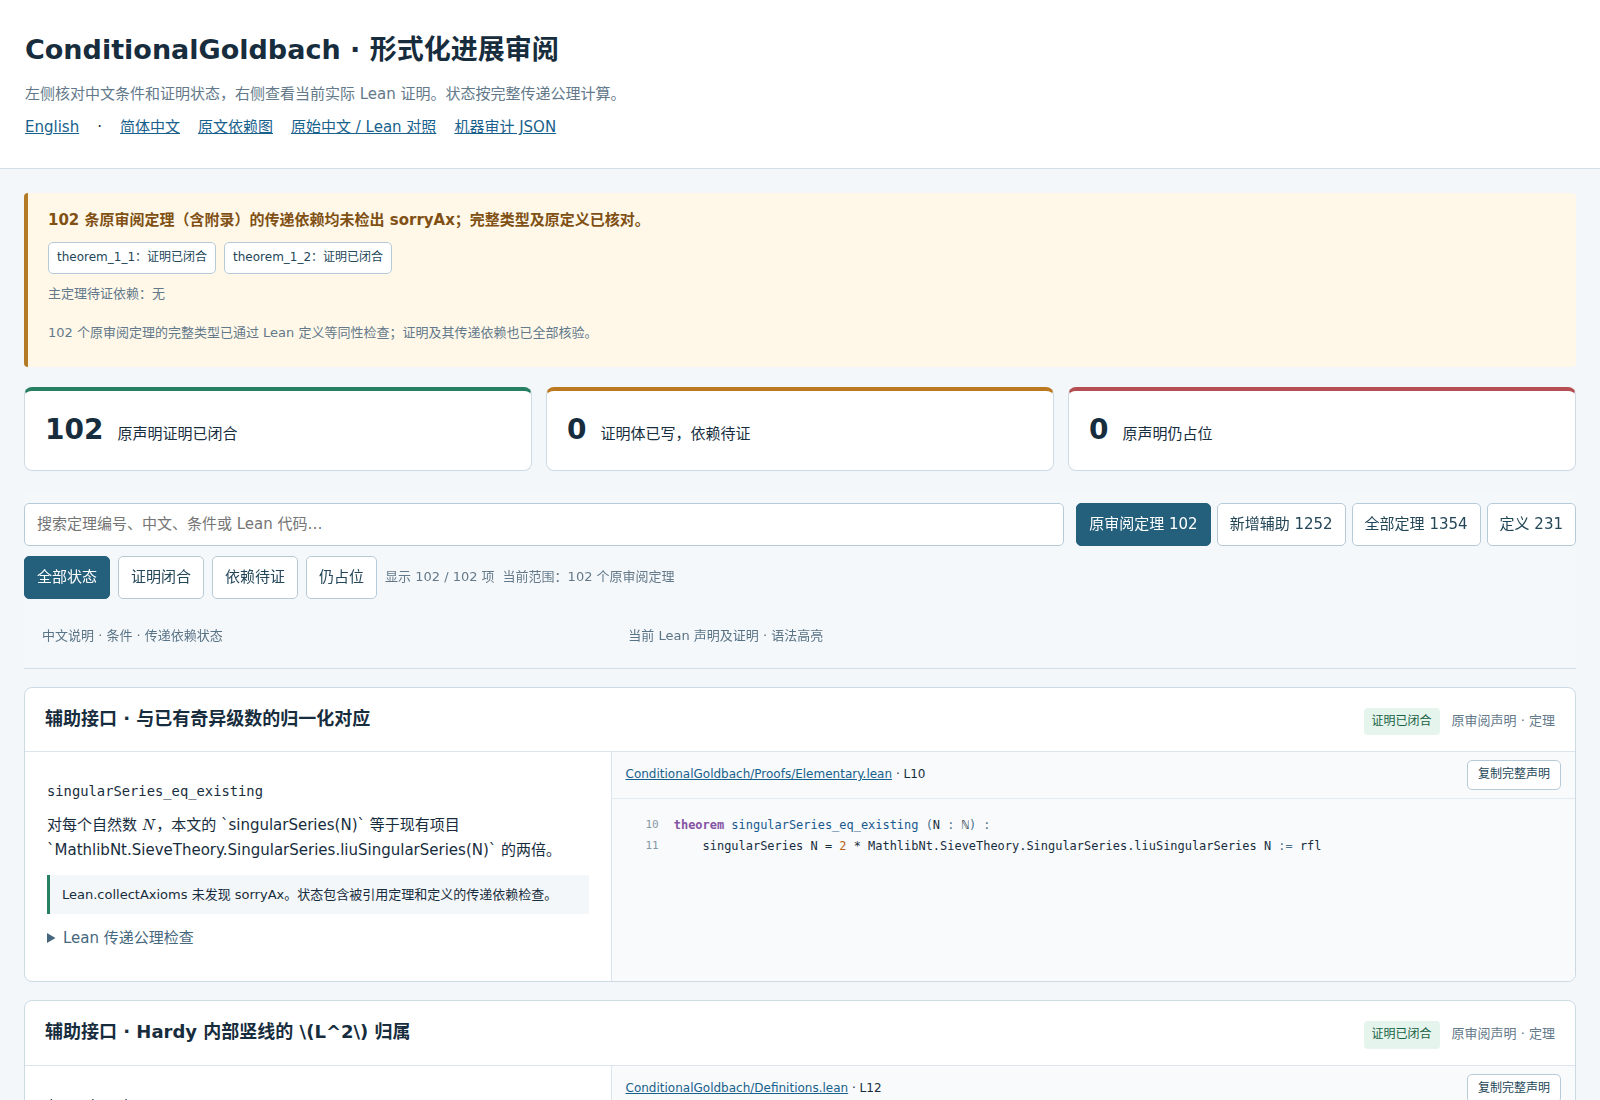 ConditionalGoldbach · 形式化进展审阅
左侧核对中文条件和证明状态，右侧查看当前实际 Lean 证明。状态按完整传递公理计算。
English · 简体中文 原文依赖图 原始中文 / Lean 对照 机器审计 JSON
102 条原审阅定理（含附录）的传递依赖均未检出 sorryAx；完整类型及原定义已核对。
theorem_1_1：证明已闭合 theorem_1_2：证明已闭合
主定理待证依赖：无
102 个原审阅定理的完整类型已通过 Lean 定义等同性检查；证明及其传递依赖也已全部核验。
102 原声明证明已闭合
0 证明体已写，依赖待证
0 原声明仍占位
搜索定理编号、中文、条件或 Lean 代码…
原审阅定理 102 新增辅助 1252 全部定理 1354 定义 231
全部状态 证明闭合 依赖待证 仍占位 显示 102 / 102 项 当前范围：102 个原审阅定理
中文说明 · 条件 · 传递依赖状态
当前 Lean 声明及证明 · 语法高亮
辅助接口 · 与已有奇异级数的归一化对应
证明已闭合 原审阅声明 · 定理
singularSeries_eq_existing
对每个自然数 N，本文的 `singularSeries(N)` 等于现有项目
`MathlibNt.SieveTheory.SingularSeries.liuSingularSeries(N)` 的两倍。
Lean.collectAxioms 未发现 sorryAx。状态包含被引用定理和定义的传递依赖检查。
▶ Lean 传递公理检查
ConditionalGoldbach/Proofs/Elementary.lean · L10
复制完整声明
10 theorem singularSeries_eq_existing (N : ℕ) :
11 singularSeries N = 2 * MathlibNt.SieveTheory.SingularSeries.liuSingularSeries N := rfl
辅助接口 · Hardy 内部竖线的 \(L^2\) 归属
证明已闭合 原审阅声明 · 定理
ConditionalGoldbach/Definitions.lean · L12
复制完整声明